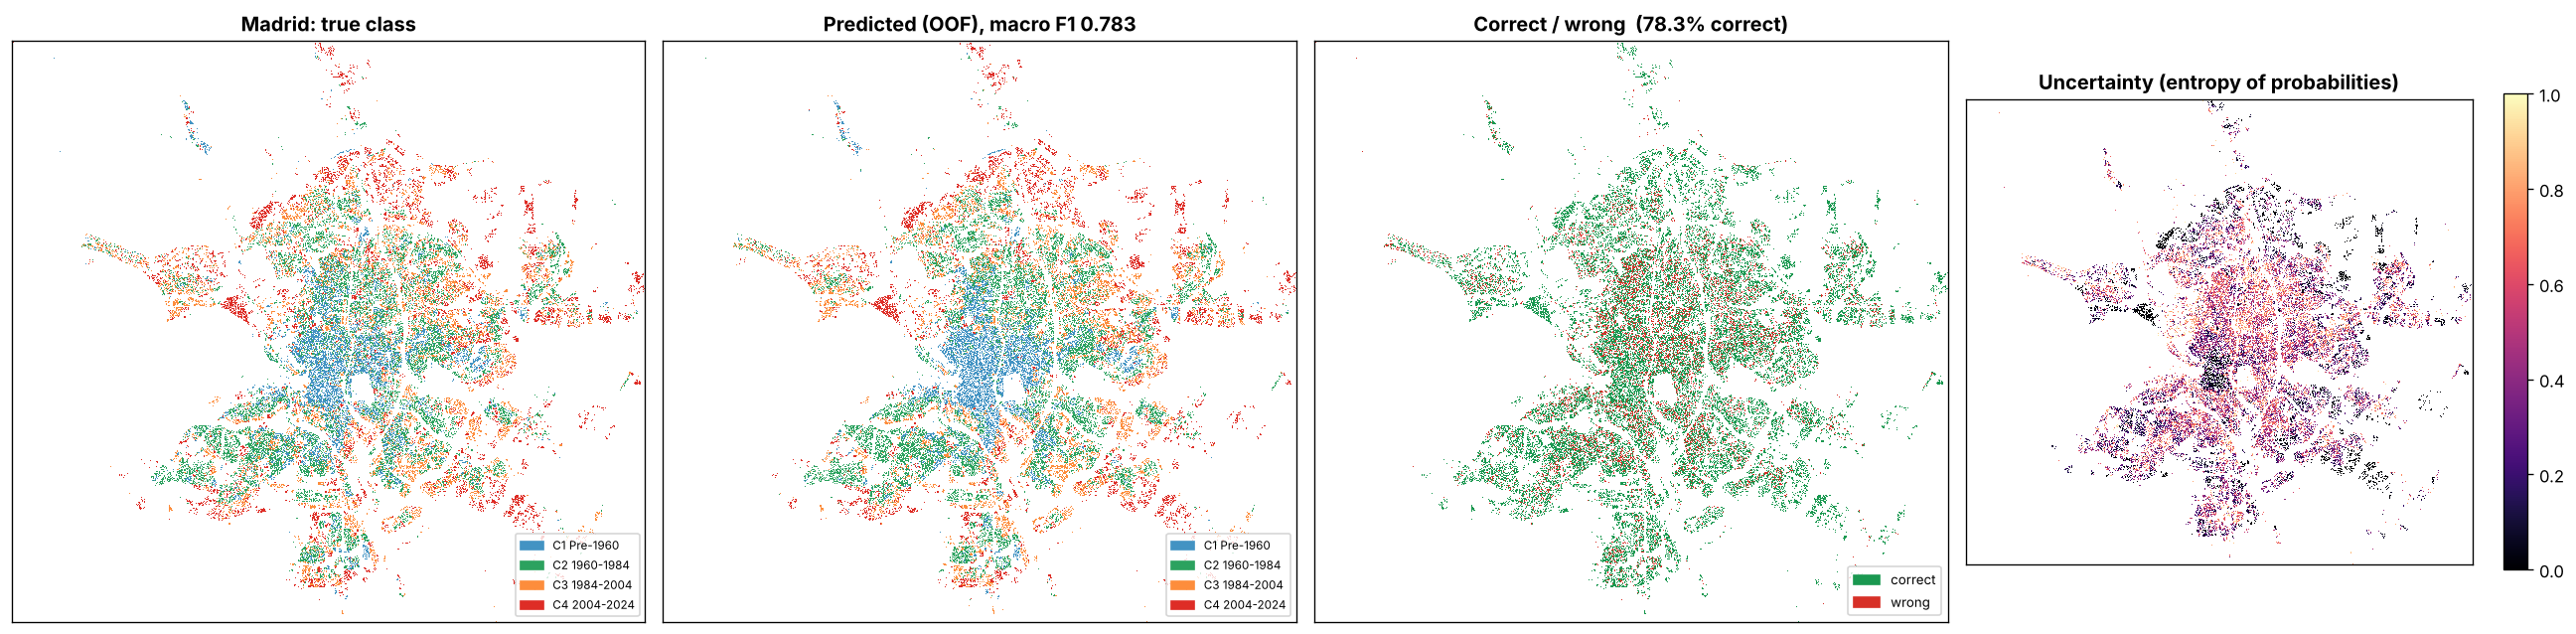 Madrid: true class
C1 Pre-1960
C2 1960-1984
C3 1984-2004
C4 2004-2024
Predicted (OOF), macro F1 0.783
C1 Pre-1960
C2 1960-1984
C3 1984-2004
C4 2004-2024
Correct / wrong (78.3% correct)
correct
wrong
Uncertainty (entropy of probabilities)
1.0
0.8
0.6
0.4
0.2
0.0